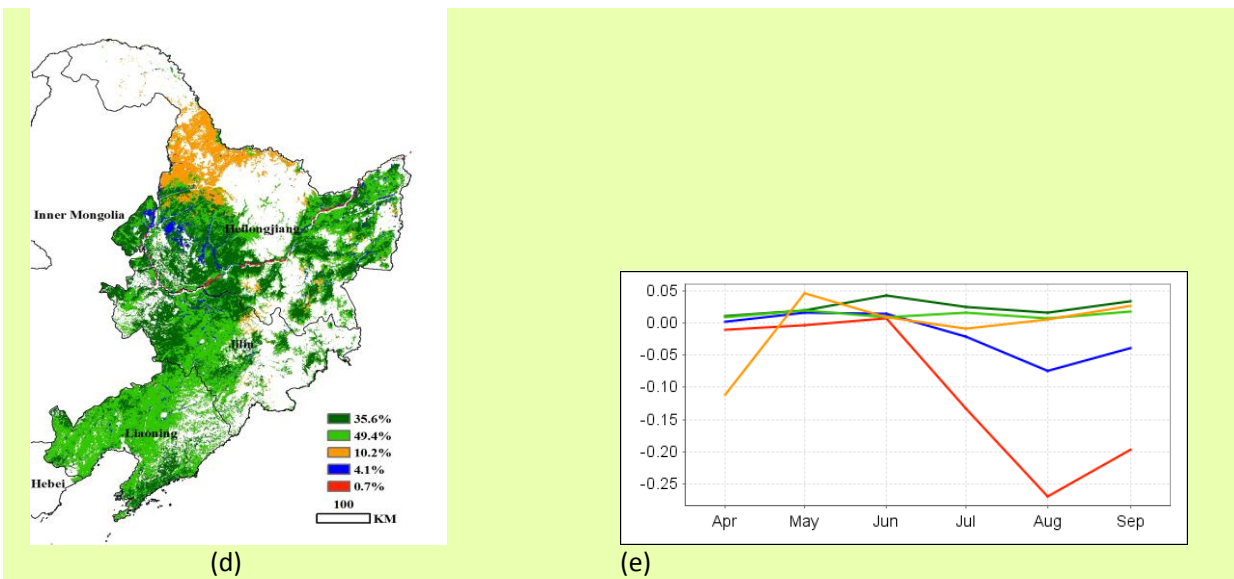 Inner Mongolia
Heilongjiang
Jiliu
Liaoning
Hebei
35.6%
49.4%
10.2%
4.1%
0.7%
100
KM
(d)
0.05
0.00
-0.05
-0.10
-0.15
-0.20
-0.25
Apr May Jun Jul Aug Sep
(e)